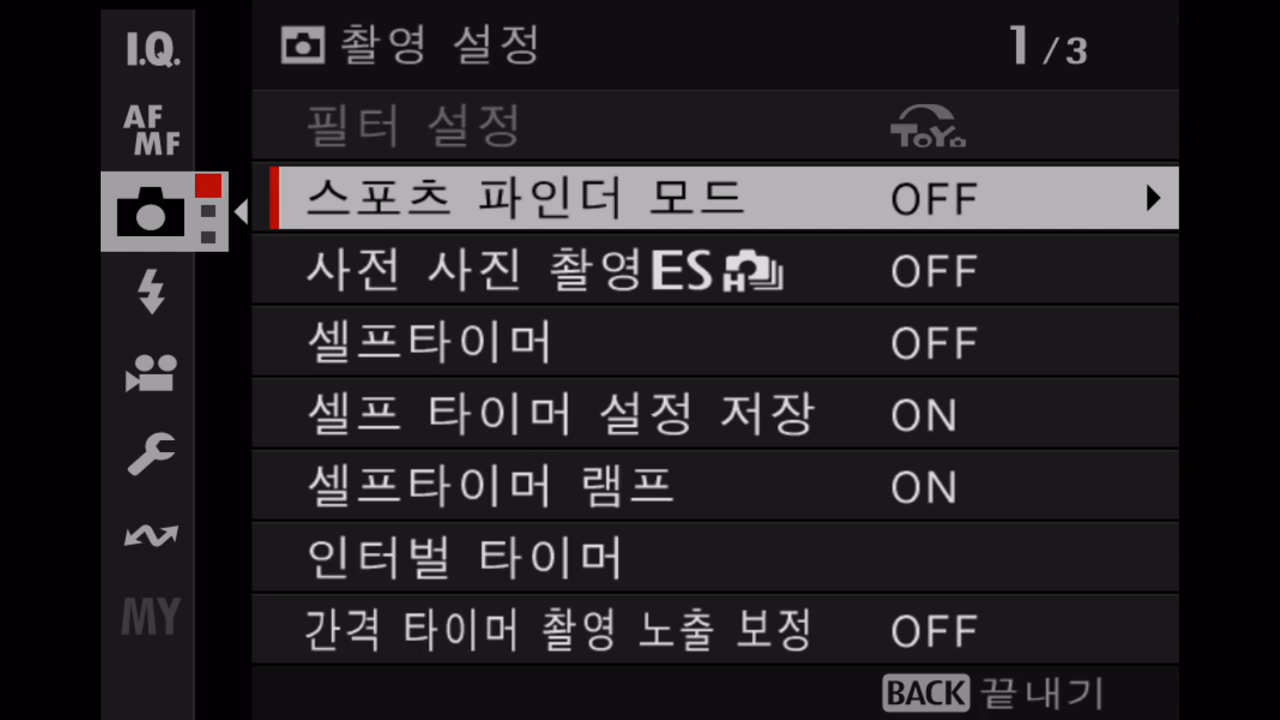 I.Q.
AF
MF
MY
촬영 설정 1/3
필터 설정 TOYO
스포츠 파인더 모드 OFF
사전 사진 촬영ES H OFF
셀프타이머 OFF
셀프 타이머 설정 저장 ON
셀프타이머 램프 ON
인터벌 타이머
간격 타이머 촬영 노출 보정 OFF
BACK 끝내기